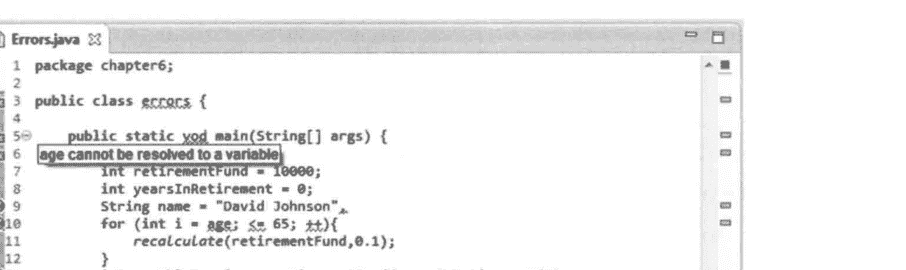 Errors.java
1 package chapter6;
2
3 public class errors {
4
5 public static vod main(String[] args) {
6 age cannot be resolved to a variable
7 int retirementFund = 10000;
8 int yearsInRetirement = 0;
9 String name = "David Johnson",
10 for (int i = age; <= 65; ++){
11 recalculate(retirementFund,0.1);
12 }